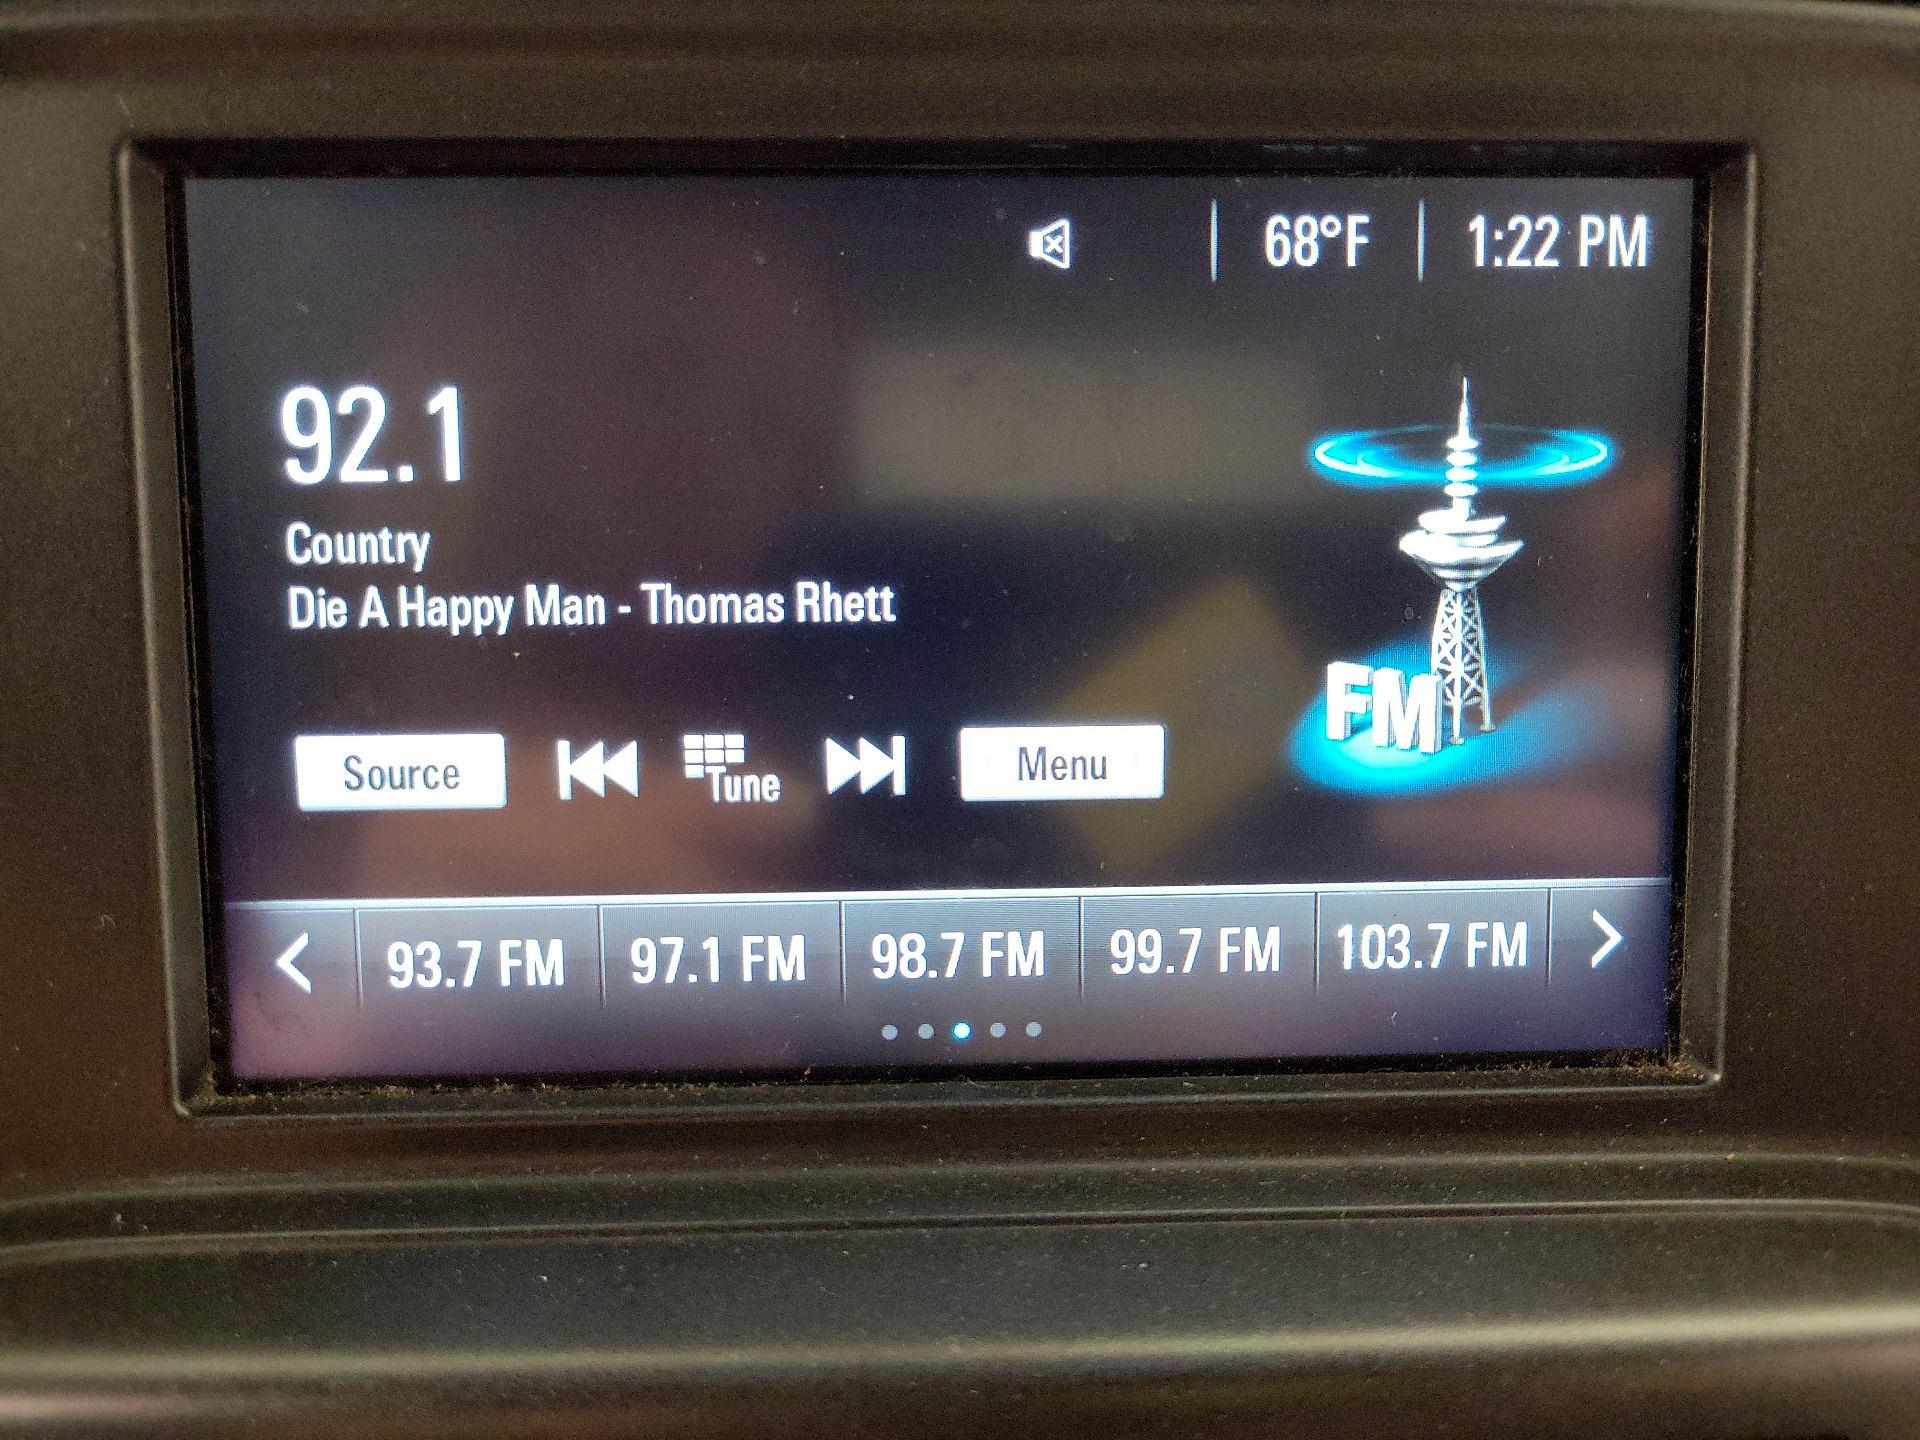 68°F 1:22 PM
92.1
Country
Die A Happy Man - Thomas Rhett
FM
Source Tune Menu
93.7 FM 97.1 FM 98.7 FM 99.7 FM 103.7 FM